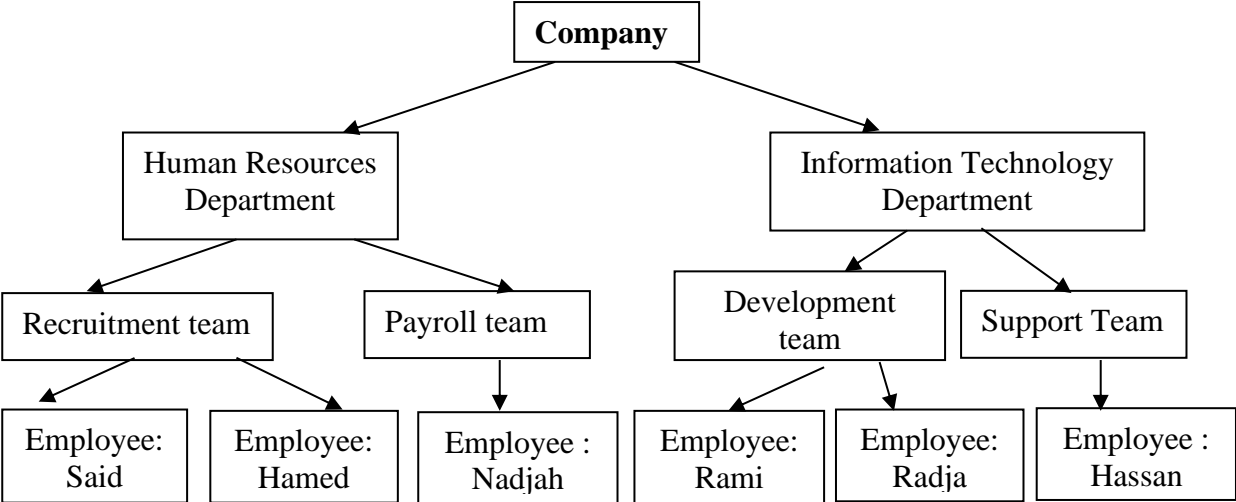 Company
Human Resources
Department
Information Technology
Department
Recruitment team
Payroll team
Development
team
Support Team
Employee:
Said
Employee:
Hamed
Employee :
Nadjah
Employee:
Rami
Employee:
Radja
Employee :
Hassan